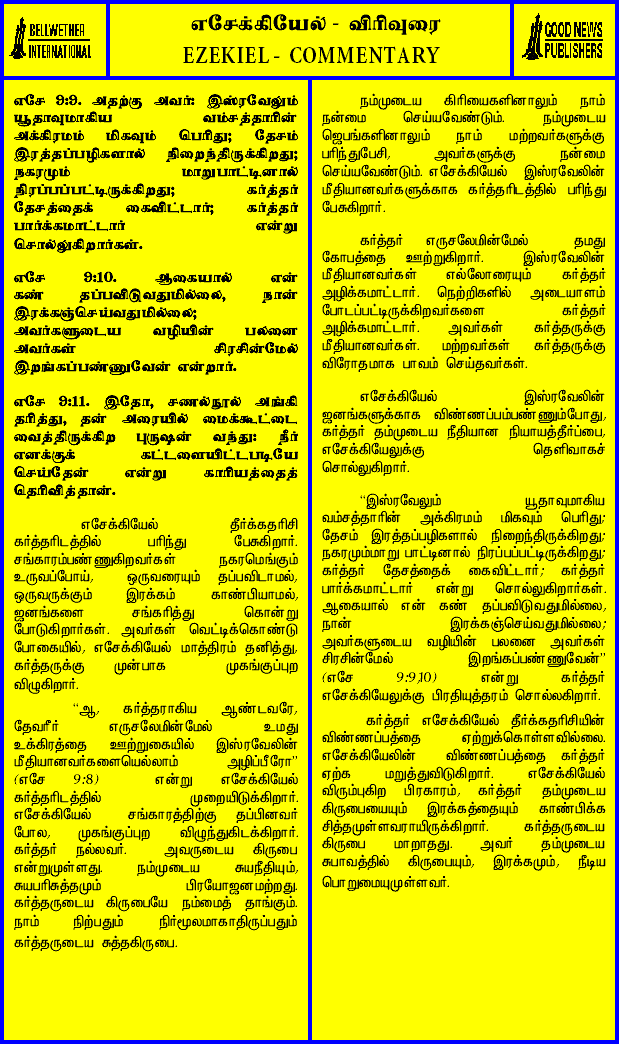 BELLWETHER
INTERNATIONAL
எசேக்கியேல் - விரிவுரை
EZEKIEL - COMMENTARY
GOOD NEWS
PUBLISHERS
எசே 9:9. அதற்கு அவர்: இஸ்ரவேலும்
யூதாவுமாகிய வம்சத்தாரின்
அக்கிரமம் மிகவும் பெரிது; தேசம்
இரத்தப்பழிகளால் நிறைந்திருக்கிறது;
நகரமும் மாறுபாட்டினால்
நிரப்பப்பட்டிருக்கிறது; கர்த்தர்
தேசத்தைக் கைவிட்டார்; கர்த்தர்
பார்க்கமாட்டார் என்று
சொல்லுகிறார்கள்.
எசே 9:10. ஆகையால் என்
கண் தப்பவிடுவதுமில்லை, நான்
இரக்கஞ்செய்வதுமில்லை;
அவர்களுடைய வழியின் பலனை
அவர்கள் சிரசின்மேல்
இறங்கப்பண்ணுவேன் என்றார்.
எசே 9:11. இதோ, சணல்நூல் அங்கி
தரித்து, தன் அரையில் மைக்கூட்டை
வைத்திருக்கிற புருஷன் வந்து: நீர்
எனக்குக் கட்டளையிட்டபடியே
செய்தேன் என்று காரியத்தைத்
தெரிவித்தான்.
எசேக்கியேல் தீர்க்கதரிசி
கர்த்தரிடத்தில் பரிந்து பேசுகிறார்.
சங்காரம்பண்ணுகிறவர்கள் நகரமெங்கும்
உருவப்போய், ஒருவரையும் தப்பவிடாமல்,
ஒருவருக்கும் இரக்கம் காண்பியாமல்,
ஜனங்களை சங்கரித்து கொன்று
போடுகிறார்கள். அவர்கள் வெட்டிக்கொண்டு
போகையில், எசேக்கியேல் மாத்திரம் தனித்து,
கர்த்தருக்கு முன்பாக முகங்குப்புற
விழுகிறார்.
“ஆ, கர்த்தராகிய ஆண்டவரே,
தேவரீர் எருசலேமின்மேல் உமது
உக்கிரத்தை ஊற்றுகையில் இஸ்ரவேலின்
மீதியானவர்களையெல்லாம் அழிப்பீரோ”
(எசே 9:8) என்று எசேக்கியேல்
கர்த்தரிடத்தில் முறையிடுக்கிறார்.
எசேக்கியேல் சங்காரத்திற்கு தப்பினவர்
போல, முகங்குப்புற விழுந்துகிடக்கிறார்.
கர்த்தர் நல்லவர். அவருடைய கிருபை
என்றுமுள்ளது. நம்முடைய சுயநீதியும்,
சுயபரிசுத்தமும் பிரயோஜனமற்றது.
கர்த்தருடைய கிருபையே நம்மைத் தாங்கும்.
நாம் நிற்பதும் நிர்மூலமாகாதிருப்பதும்
கர்த்தருடைய சுத்தகிருபை.
நம்முடைய கிரியைகளினாலும் நாம்
நன்மை செய்யவேண்டும். நம்முடைய
ஜெபங்களினாலும் நாம் மற்றவர்களுக்கு
பரிந்துபேசி, அவர்களுக்கு நன்மை
செய்யவேண்டும். எசேக்கியேல் இஸ்ரவேலின்
மீதியானவர்களுக்காக கர்த்தரிடத்தில் பரிந்து
பேசுகிறார்.
கர்த்தர் எருசலேமின்மேல் தமது
கோபத்தை ஊற்றுகிறார். இஸ்ரவேலின்
மீதியானவர்கள் எல்லோரையும் கர்த்தர்
அழிக்கமாட்டார். நெற்றிகளில் அடையாளம்
போடப்பட்டிருக்கிறவர்களை கர்த்தர்
அழிக்கமாட்டார். அவர்கள் கர்த்தருக்கு
மீதியானவர்கள். மற்றவர்கள் கர்த்தருக்கு
விரோதமாக பாவம் செய்தவர்கள்.
எசேக்கியேல் இஸ்ரவேலின்
ஜனங்களுக்காக விண்ணப்பம்பண்ணும்போது,
கர்த்தர் தம்முடைய நீதியான நியாயத்தீர்ப்பை,
எசேக்கியேலுக்கு தெளிவாகச்
சொல்லுகிறார்.
“இஸ்ரவேலும் யூதாவுமாகிய
வம்சத்தாரின் அக்கிரமம் மிகவும் பெரிது;
தேசம் இரத்தப்பழிகளால் நிறைந்திருக்கிறது;
நகரமும்மாறு பாட்டினால் நிரப்பப்பட்டிருக்கிறது;
கர்த்தர் தேசத்தைக் கைவிட்டார்; கர்த்தர்
பார்க்கமாட்டார் என்று சொல்லுகிறார்கள்.
ஆகையால் என் கண் தப்பவிடுவதுமில்லை,
நான் இரக்கஞ்செய்வதுமில்லை;
அவர்களுடைய வழியின் பலனை அவர்கள்
சிரசின்மேல் இறங்கப்பண்ணுவேன்”
(எசே 9:9,10) என்று கர்த்தர்
எசேக்கியேலுக்கு பிரதியுத்தரம் சொல்லகிறார்.
கர்த்தர் எசேக்கியேல் தீர்க்கதரிசியின்
விண்ணப்பத்தை ஏற்றுக்கொள்ளவில்லை.
எசேக்கியேலின் விண்ணப்பத்தை கர்த்தர்
ஏற்க மறுத்துவிடுகிறார். எசேக்கியேல்
விரும்புகிற பிரகாரம், கர்த்தர் தம்முடைய
கிருபையையும் இரக்கத்தையும் காண்பிக்க
சித்தமுள்ளவராயிருக்கிறார். கர்த்தருடைய
கிருபை மாறாதது. அவர் தம்முடைய
சுபாவத்தில் கிருபையும், இரக்கமும், நீடிய
பொறுமையுமுள்ளவர்.